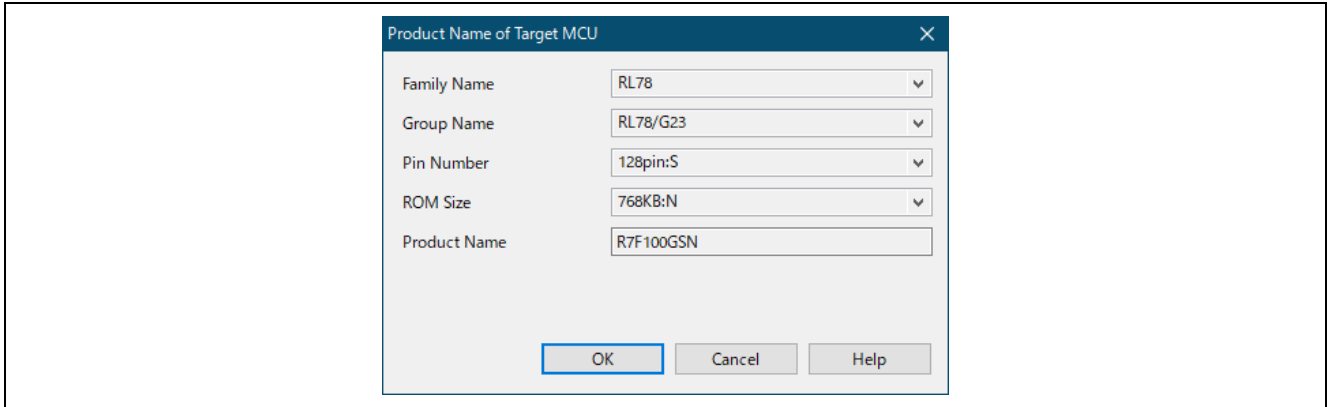 Product Name of Target MCU
Family Name RL78
Group Name RL78/G23
Pin Number 128pin:S
ROM Size 768KB:N
Product Name R7F100GSN
OK Cancel Help